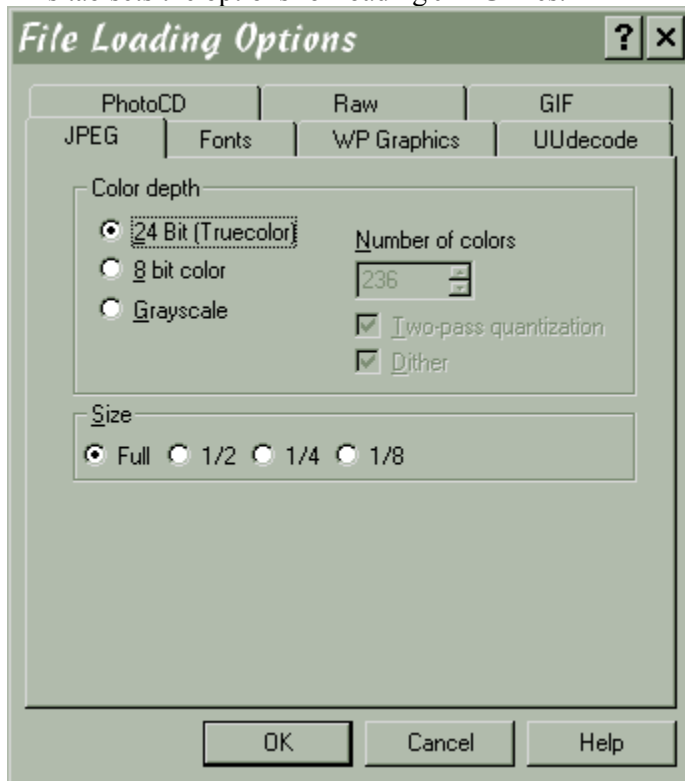 File Loading Options ? ×
PhotoCD Raw GIF
JPEG Fonts WP Graphics UUdecode
Color depth
24 Bit (Truecolor)
Number of colors
8 bit color
236
Grayscale
Two-pass quantization
Dither
Size
Full 1/2 1/4 1/8
OK Cancel Help